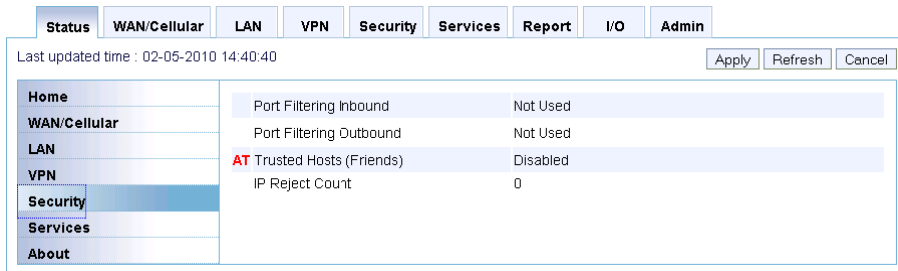 Status WAN/Cellular LAN VPN Security Services Report I/O Admin
Last updated time : 02-05-2010 14:40:40 Apply Refresh Cancel
Home
WAN/Cellular
LAN
VPN
Security
Services
About
Port Filtering Inbound Not Used
Port Filtering Outbound Not Used
AT Trusted Hosts (Friends) Disabled
IP Reject Count 0